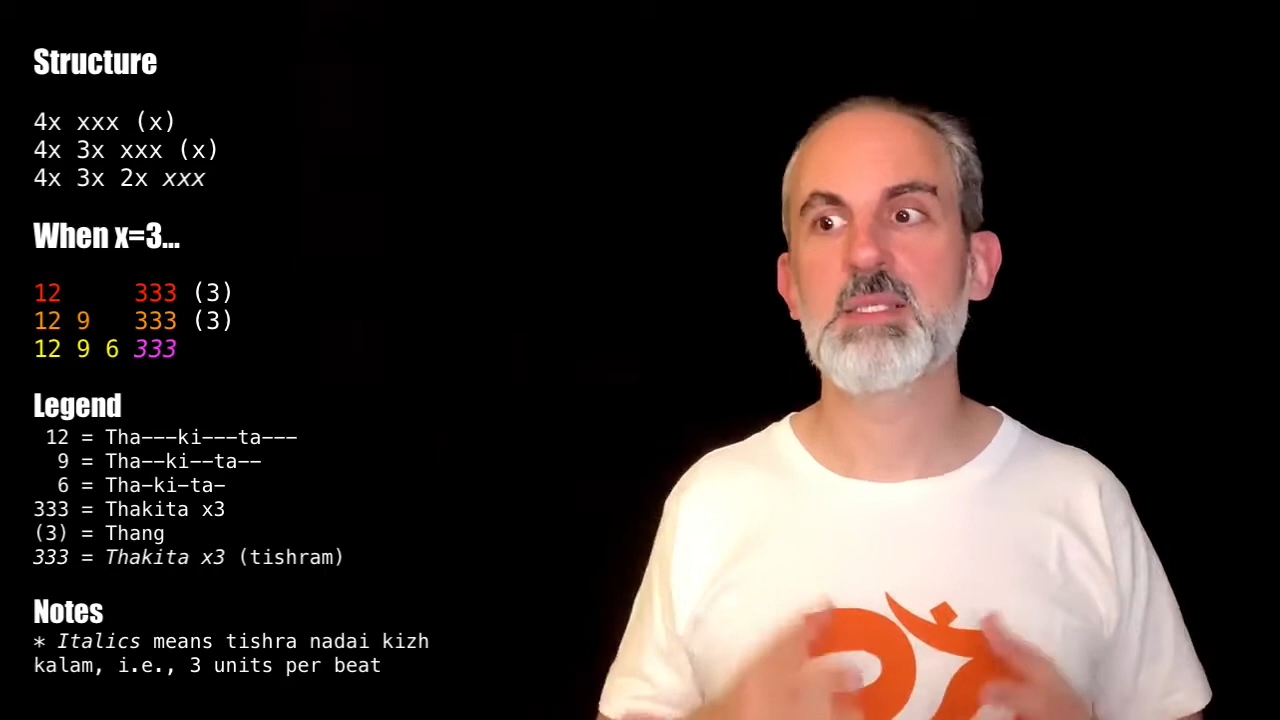 Structure
4x xxx (x)
4x 3x xxx (x)
4x 3x 2x xxx
When x=3...
12 333 (3)
12 9 333 (3)
12 9 6 333
Legend
12 = Tha---ki---ta---
9 = Tha--ki--ta--
6 = Tha-ki-ta-
333 = Thakita x3
(3) = Thang
333 = Thakita x3 (tishram)
Notes
* Italics means tishra nadai kizh
kalam, i.e., 3 units per beat